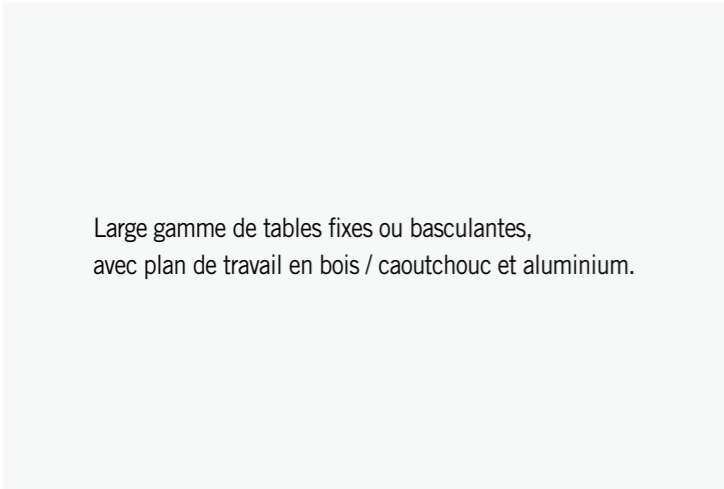 Large gamme de tables fixes ou basculantes,
avec plan de travail en bois / caoutchouc et aluminium.